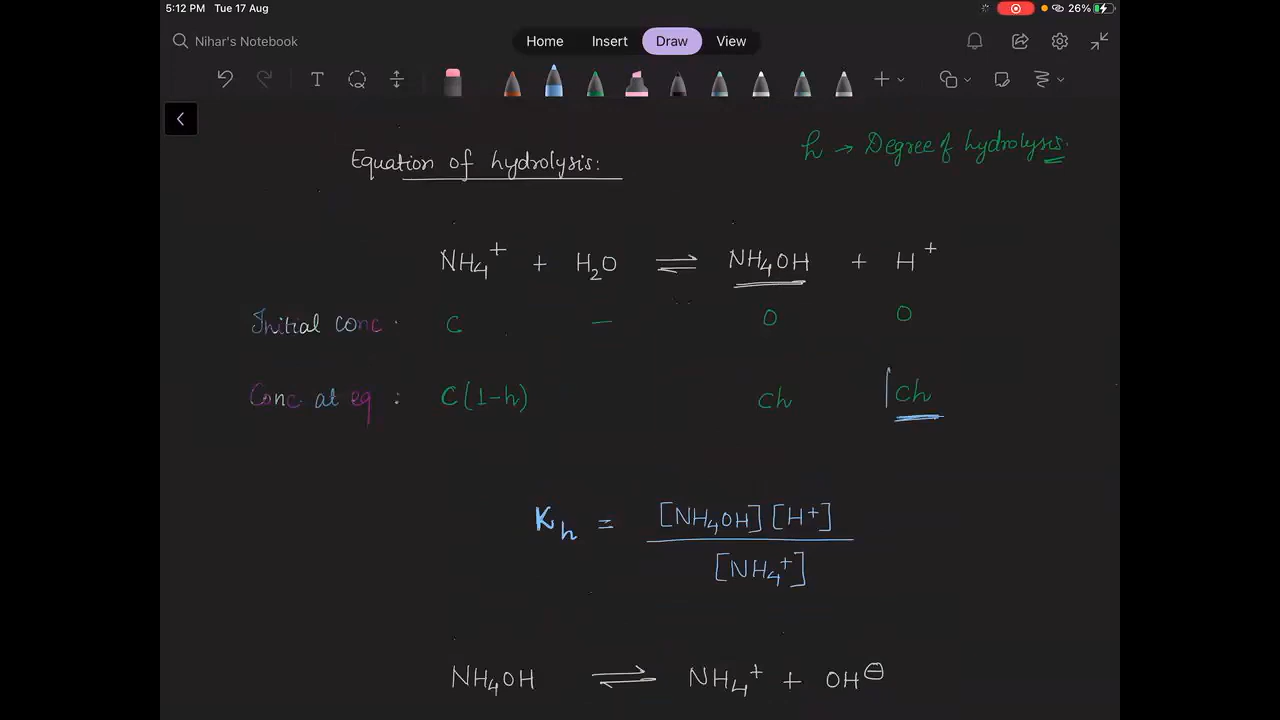 5:12 PM Tue 17 Aug 26%
Nihar's Notebook Home Insert Draw View
T
h → Degree of hydrolysis.
Equation of hydrolysis:
NH₄⁺ + H₂O ⇌ NH₄OH + H⁺
Initial conc. C — 0 0
Conc at eq : C(1-h) Ch Ch
Kh = [NH₄OH][H⁺]
[NH₄⁺]
NH₄OH ⇌ NH₄⁺ + OH⊖